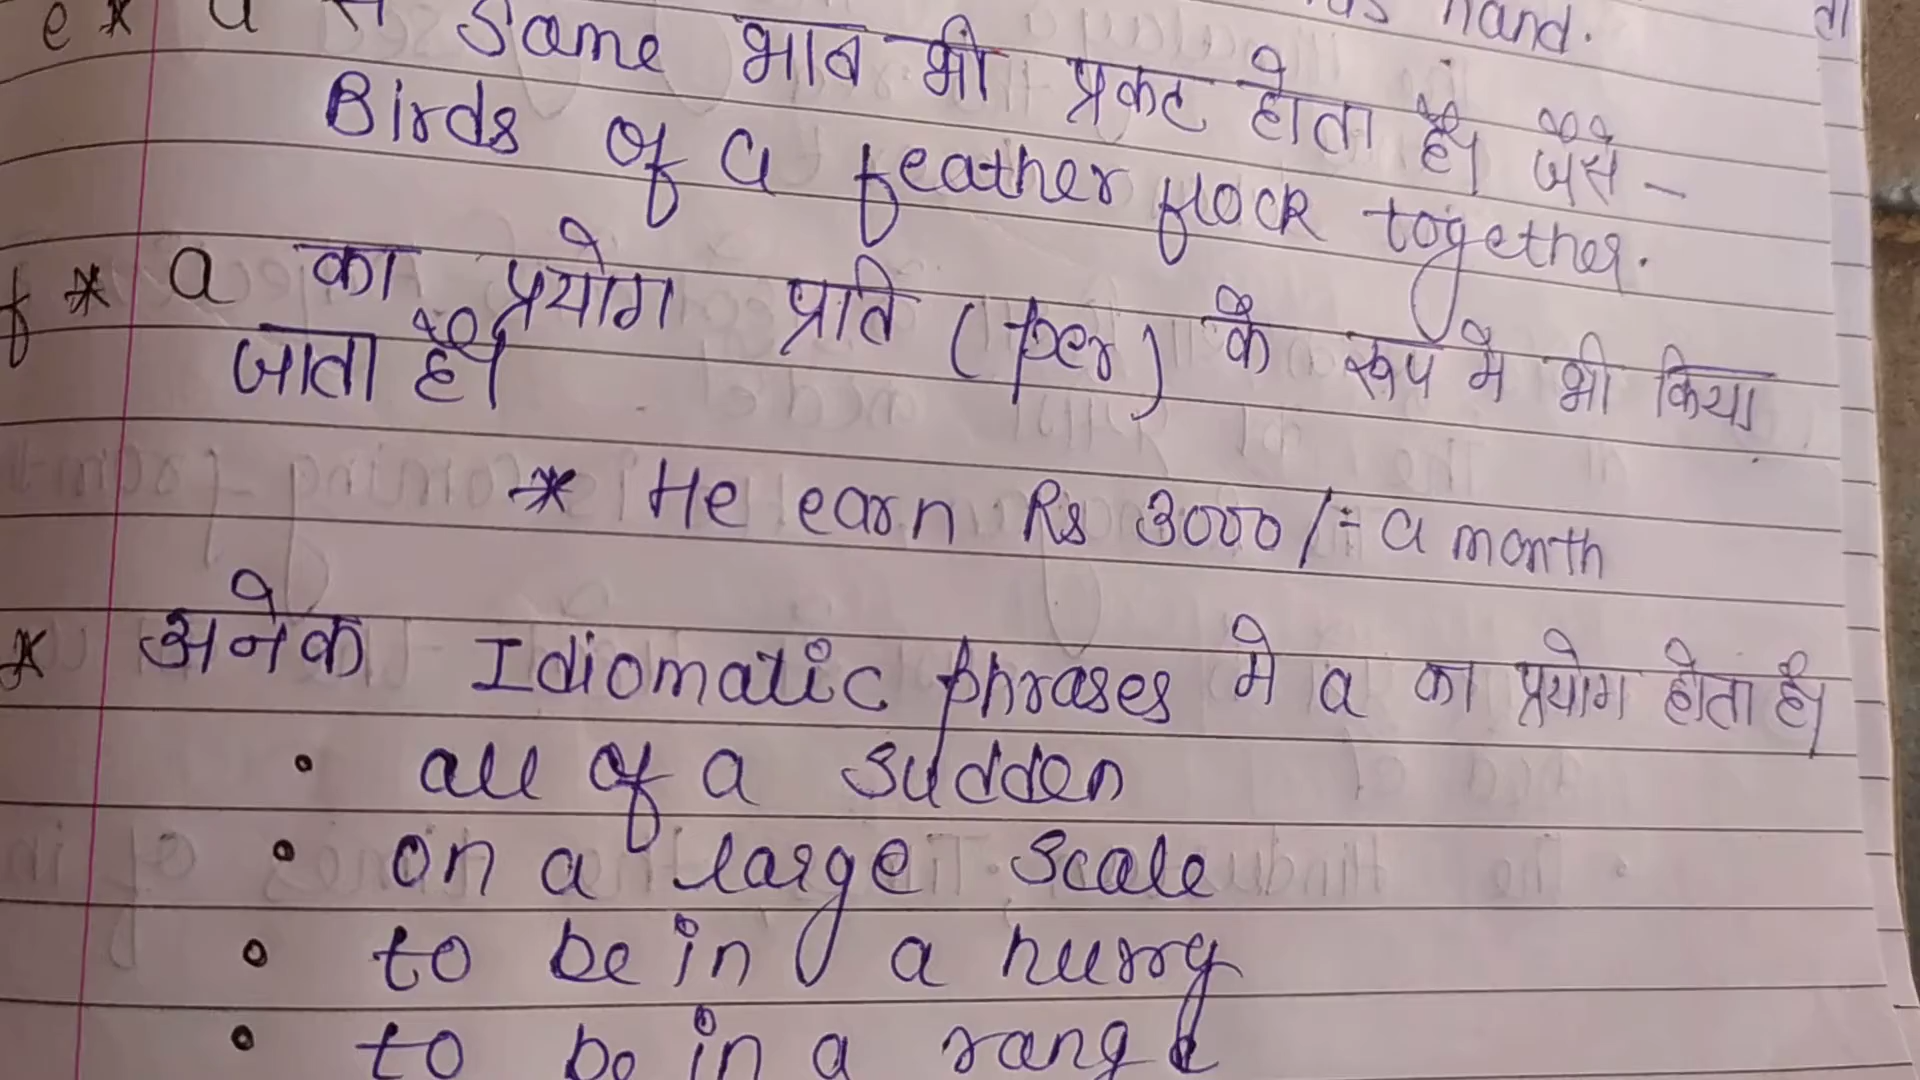 hand.
e * a से Same भाव भी प्रकट होता है। जैसे -
Birds of a feather flock together.
f * a का प्रयोग प्रति (per) के रूप मे भी किया
जाता है।
* He earn Rs 3000/= a month
* अनेक Idiomatic phrases मे a का प्रयोग होता है।
• all of a sudden
• on a large scale
• to be in a hurry
• to be in a